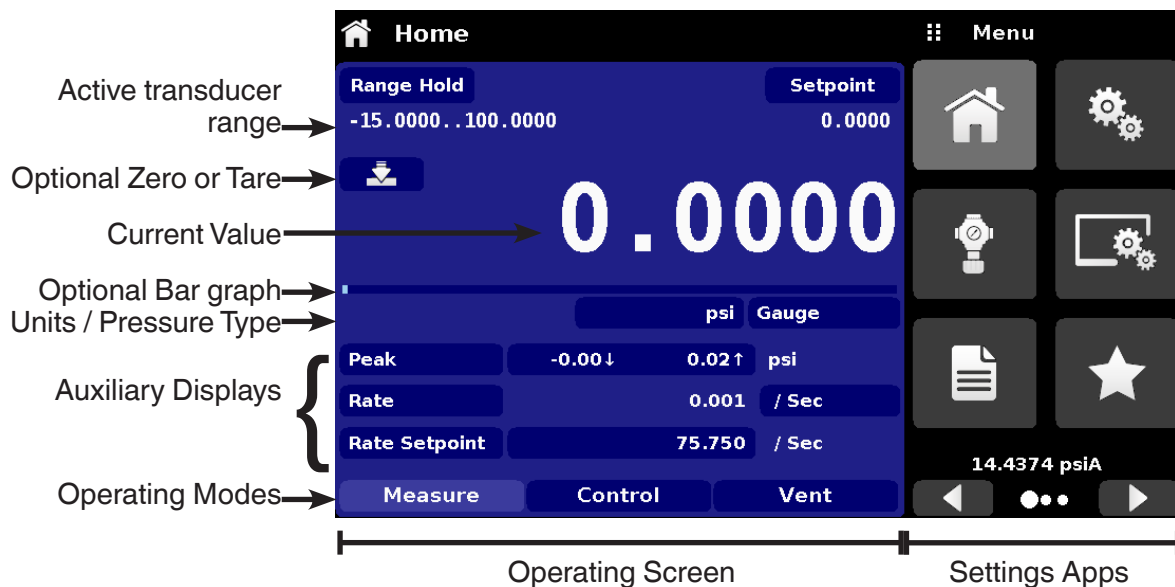 Home
Menu
Active transducer
range
Range Hold
Setpoint
-15.0000..100.0000
0.0000
Optional Zero or Tare
Current Value
0.0000
Optional Bar graph
Units / Pressure Type
psi
Gauge
Auxiliary Displays
Peak
-0.00↓
0.02↑
psi
Rate
0.001
/ Sec
Rate Setpoint
75.750
/ Sec
14.4374 psiA
Operating Modes
Measure
Control
Vent
Operating Screen
Settings Apps